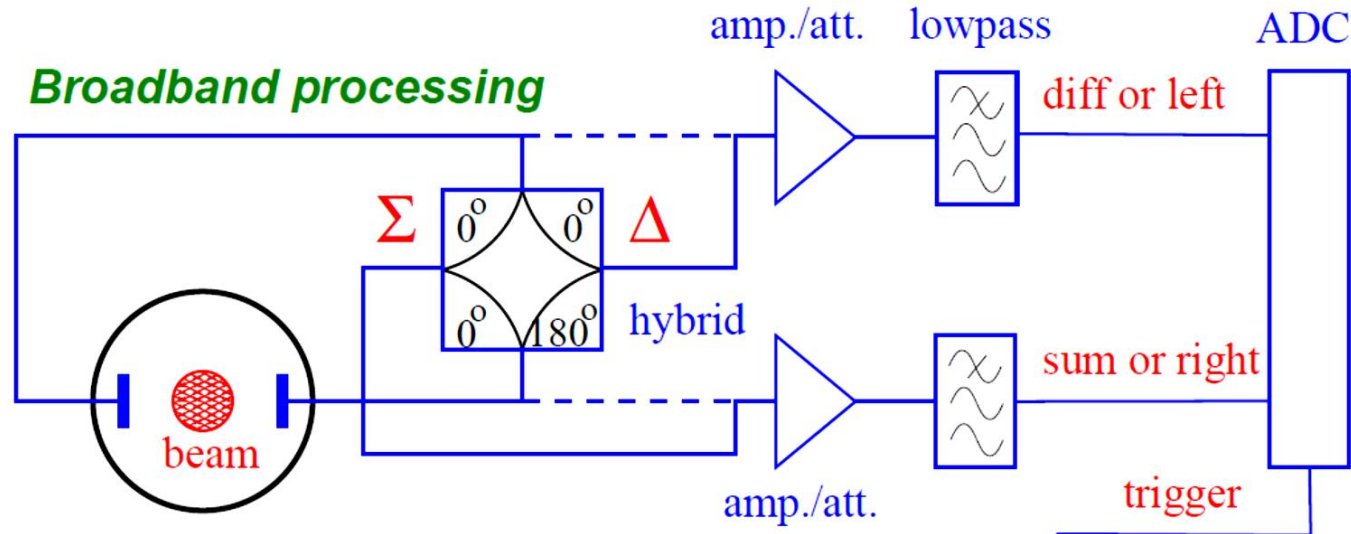 amp./att. lowpass ADC
Broadband processing
diff or left
Σ 0° 0° Δ
0° 180° hybrid
sum or right
beam
trigger
amp./att.